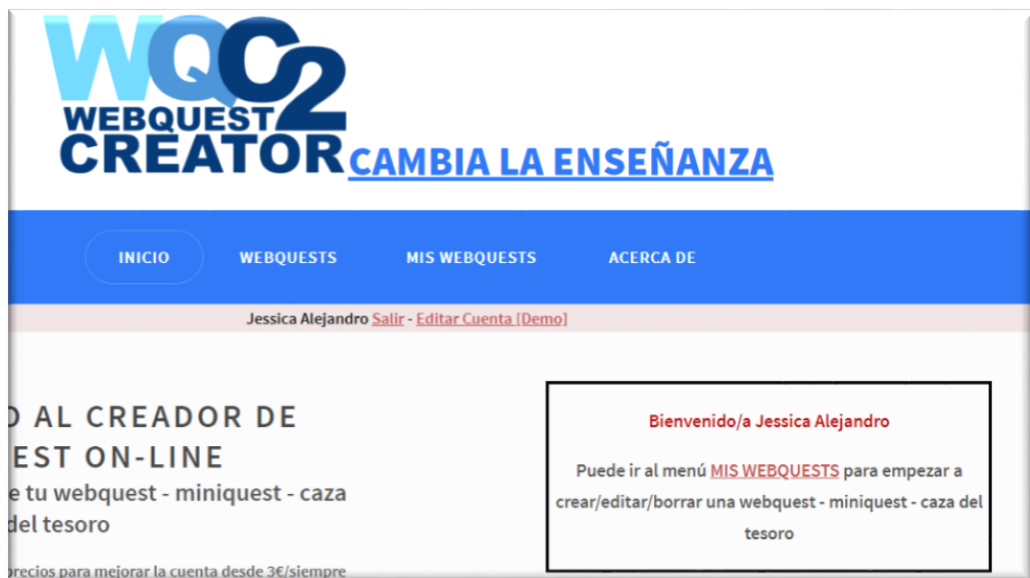 WQC2
WEBQUEST
CREATOR
CAMBIA LA ENSEÑANZA
INICIO WEBQUESTS MIS WEBQUESTS ACERCA DE
Jessica Alejandro Salir - Editar Cuenta [Demo]
O AL CREADOR DE
EST ON-LINE
e tu webquest - miniquest - caza
del tesoro
precios para mejorar la cuenta desde 3€/siempre
Bienvenido/a Jessica Alejandro
Puede ir al menú MIS WEBQUESTS para empezar a
crear/editar/borrar una webquest - miniquest - caza del
tesoro